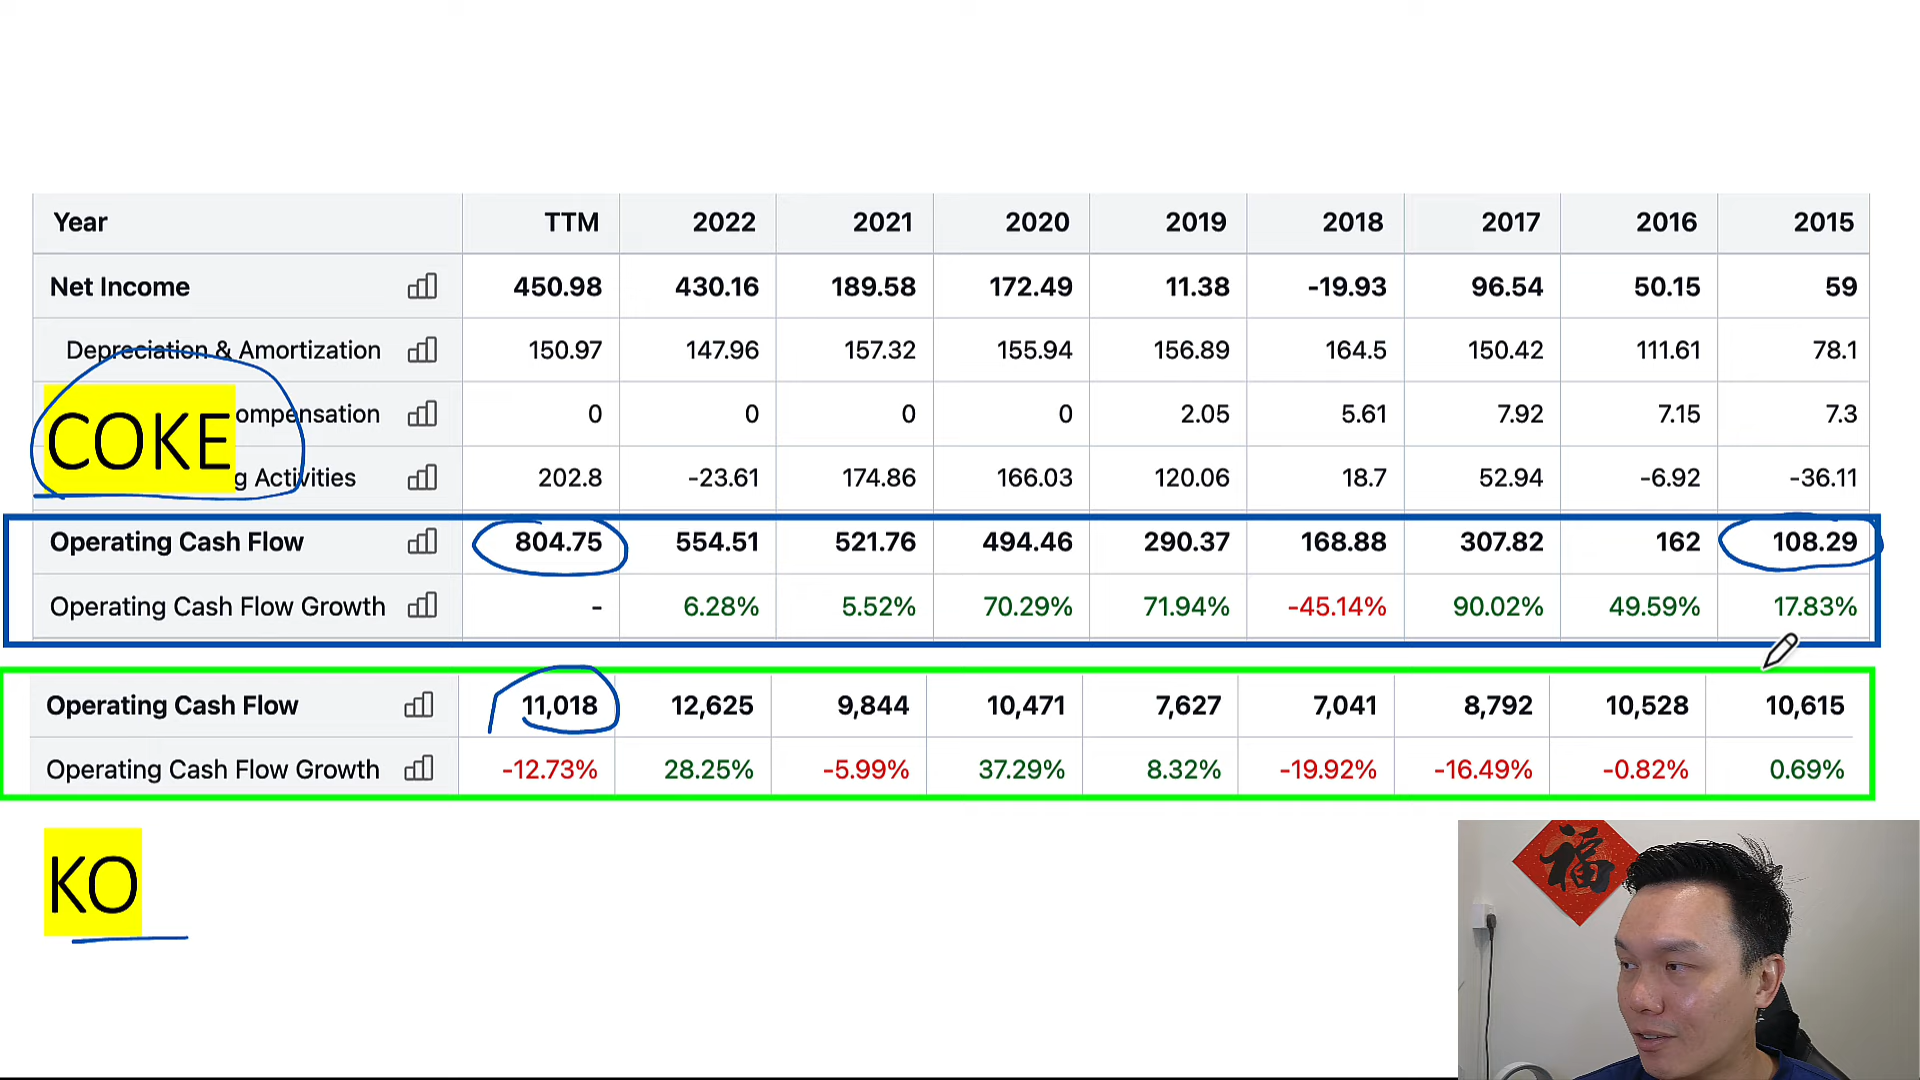 Year TTM 2022 2021 2020 2019 2018 2017 2016 2015
Net Income 450.98 430.16 189.58 172.49 11.38 -19.93 96.54 50.15 59
Depreciation & Amortization 150.97 147.96 157.32 155.94 156.89 164.5 150.42 111.61 78.1
ompensation 0 0 0 0 2.05 5.61 7.92 7.15 7.3
COKE
g Activities 202.8 -23.61 174.86 166.03 120.06 18.7 52.94 -6.92 -36.11
Operating Cash Flow 804.75 554.51 521.76 494.46 290.37 168.88 307.82 162 108.29
Operating Cash Flow Growth - 6.28% 5.52% 70.29% 71.94% -45.14% 90.02% 49.59% 17.83%
Operating Cash Flow 11,018 12,625 9,844 10,471 7,627 7,041 8,792 10,528 10,615
Operating Cash Flow Growth -12.73% 28.25% -5.99% 37.29% 8.32% -19.92% -16.49% -0.82% 0.69%
KO
福